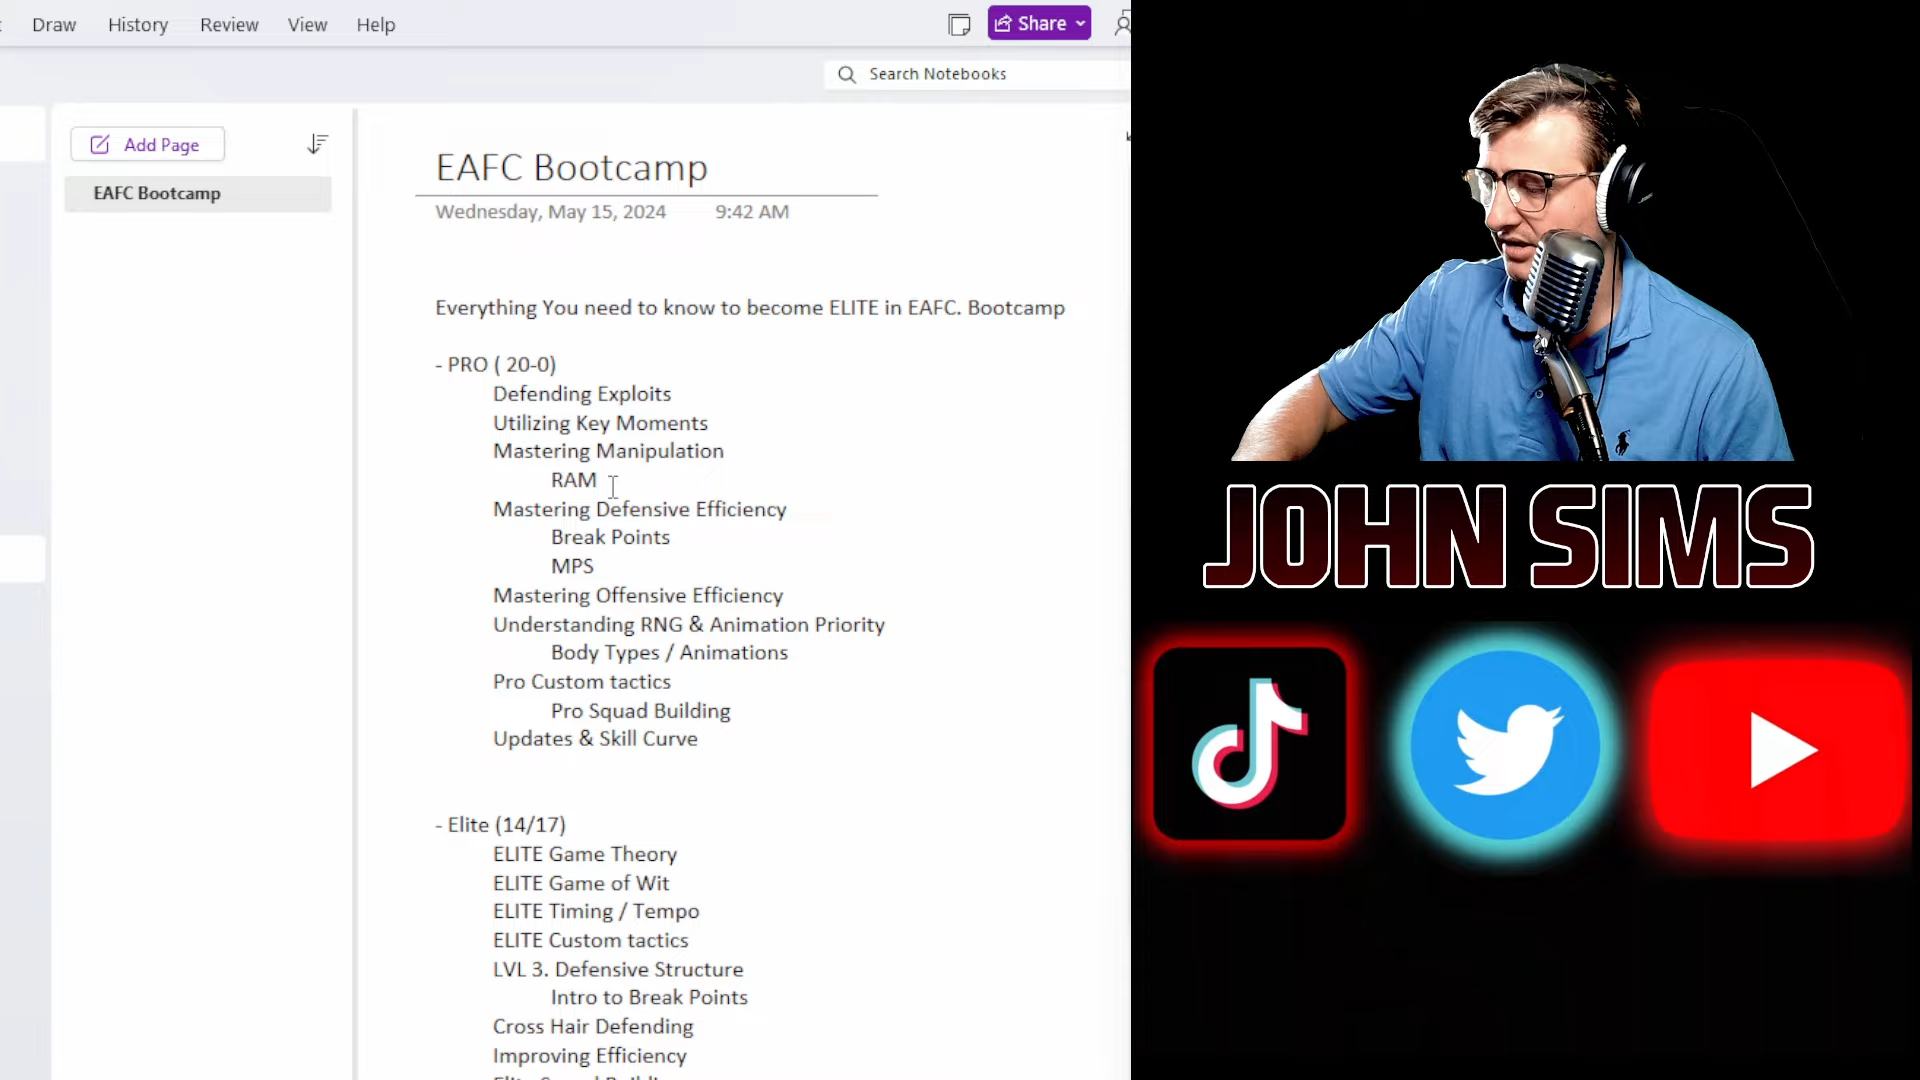 Draw History Review View Help
Share
Search Notebooks
Add Page
EAFC Bootcamp
EAFC Bootcamp
Wednesday, May 15, 2024 9:42 AM
Everything You need to know to become ELITE in EAFC. Bootcamp
- PRO ( 20-0)
Defending Exploits
Utilizing Key Moments
Mastering Manipulation
RAM
Mastering Defensive Efficiency
Break Points
MPS
Mastering Offensive Efficiency
Understanding RNG & Animation Priority
Body Types / Animations
Pro Custom tactics
Pro Squad Building
Updates & Skill Curve
- Elite (14/17)
ELITE Game Theory
ELITE Game of Wit
ELITE Timing / Tempo
ELITE Custom tactics
LVL 3. Defensive Structure
Intro to Break Points
Cross Hair Defending
Improving Efficiency
JOHN SIMS